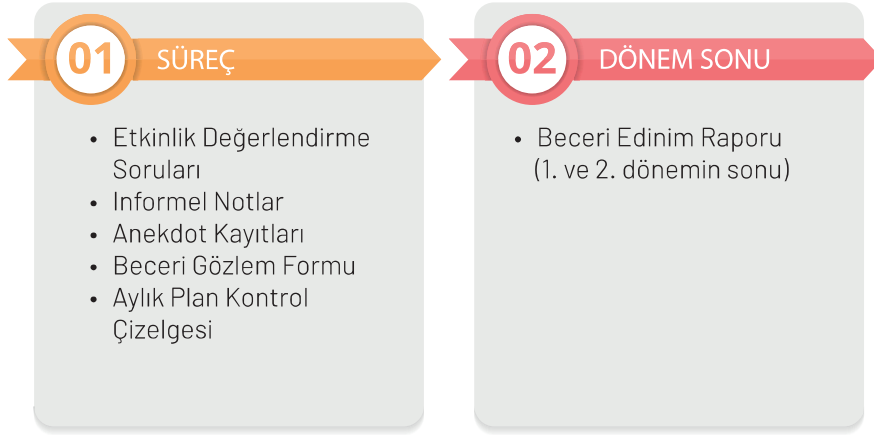 01 SÜREÇ
• Etkinlik Değerlendirme
Soruları
• Informel Notlar
• Anekdot Kayıtları
• Beceri Gözlem Formu
• Aylık Plan Kontrol
Çizelgesi
02 DÖNEM SONU
• Beceri Edinim Raporu
(1. ve 2. dönemin sonu)